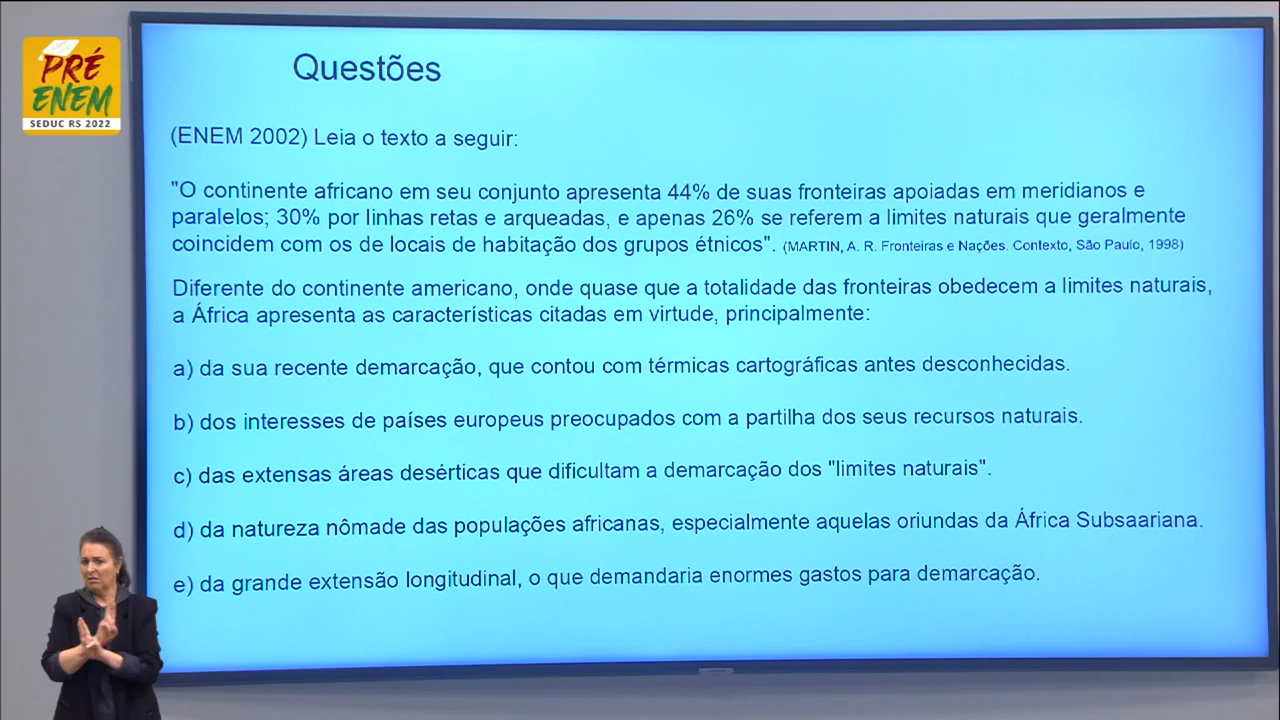 PRÉ
ENEM
SEDUC RS 2022
Questões
(ENEM 2002) Leia o texto a seguir:
"O continente africano em seu conjunto apresenta 44% de suas fronteiras apoiadas em meridianos e
paralelos; 30% por linhas retas e arqueadas, e apenas 26% se referem a limites naturais que geralmente
coincidem com os de locais de habitação dos grupos étnicos". (MARTIN, A. R. Fronteiras e Nações. Contexto, São Paulo, 1998)
Diferente do continente americano, onde quase que a totalidade das fronteiras obedecem a limites naturais,
a África apresenta as características citadas em virtude, principalmente:
a) da sua recente demarcação, que contou com térmicas cartográficas antes desconhecidas.
b) dos interesses de países europeus preocupados com a partilha dos seus recursos naturais.
c) das extensas áreas desérticas que dificultam a demarcação dos "limites naturais".
d) da natureza nômade das populações africanas, especialmente aquelas oriundas da África Subsaariana.
e) da grande extensão longitudinal, o que demandaria enormes gastos para demarcação.